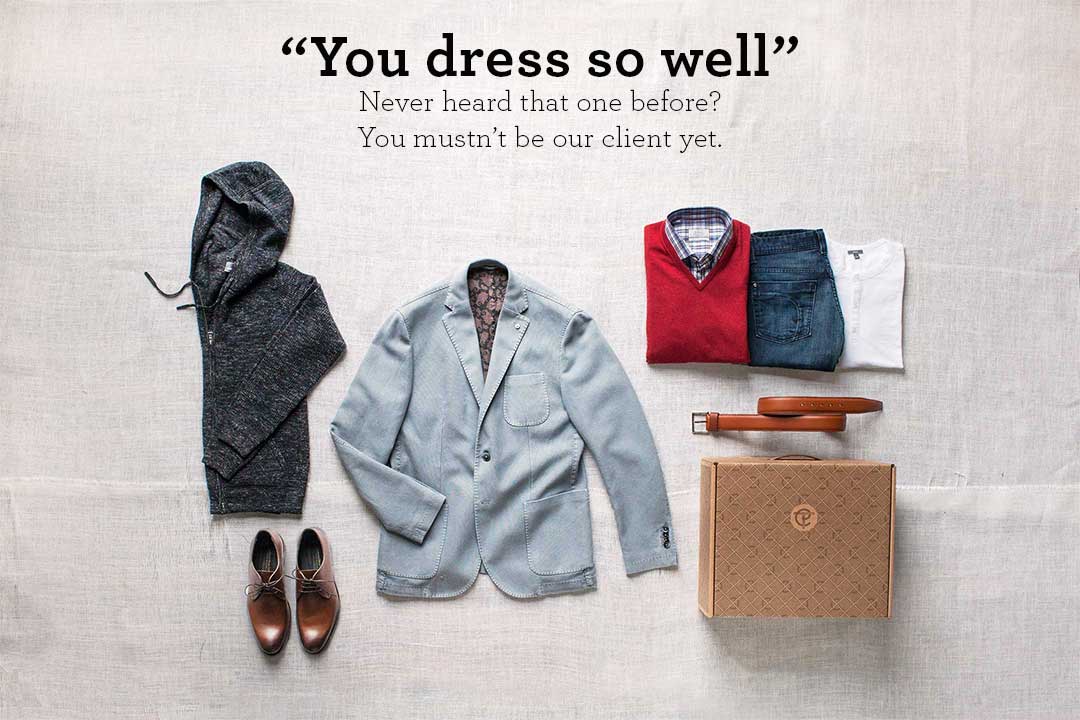 “You dress so well”
Never heard that one before?
You mustn’t be our client yet.